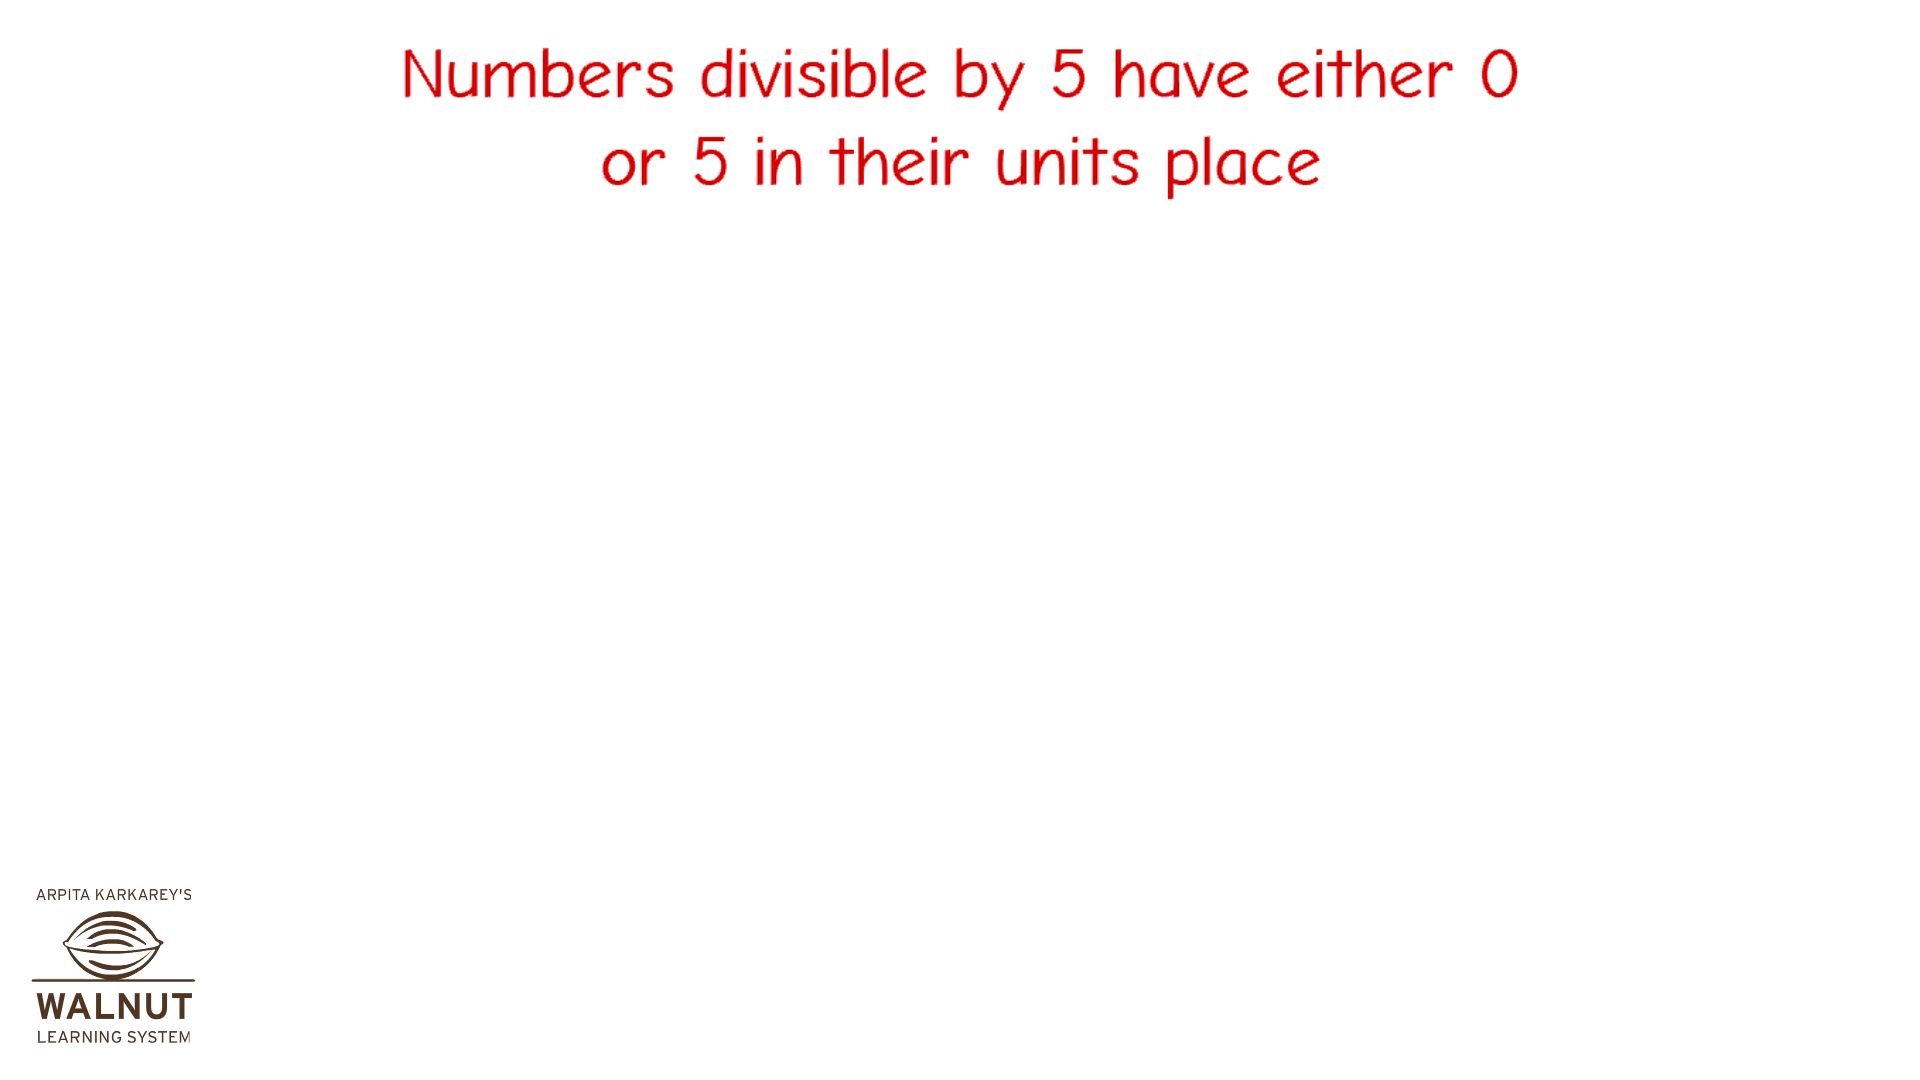 Numbers divisible by 5 have either 0
or 5 in their units place
ARPITA KARKAREY'S
WALNUT
LEARNING SYSTEM